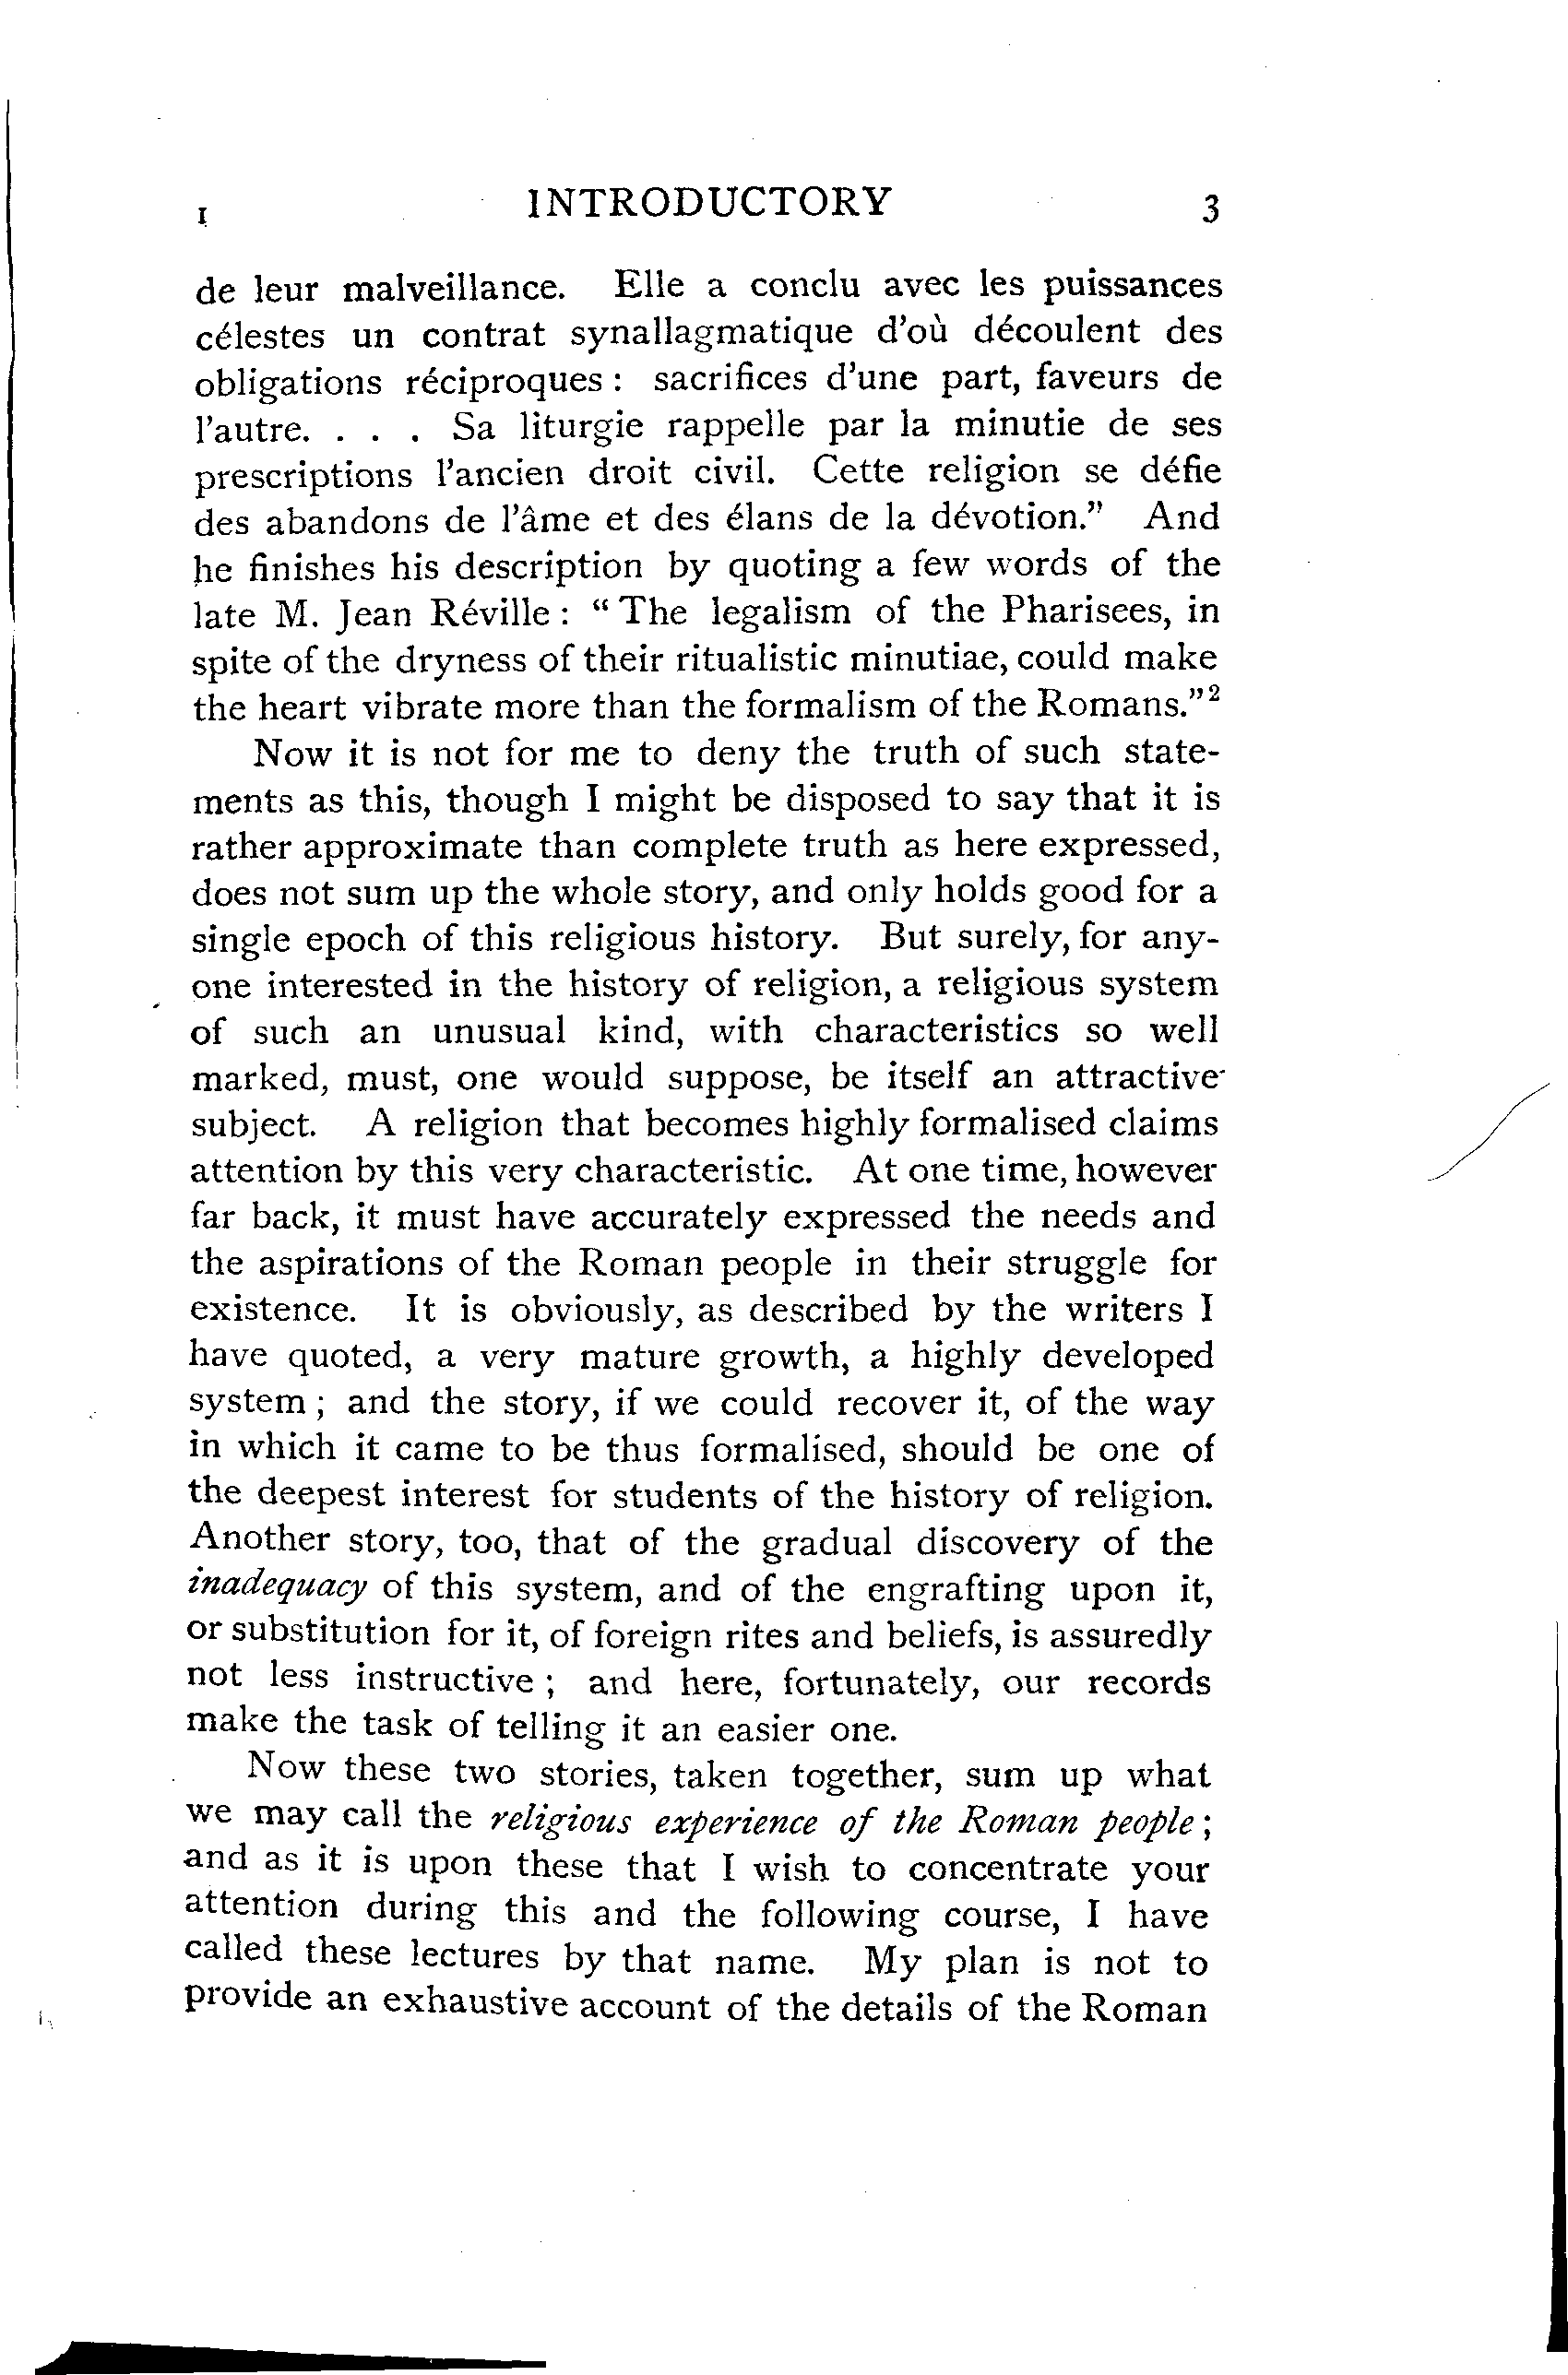 I INTRODUCTORY 3
de leur malveillance. Elle a conclu avec les puissances
célestes un contrat synallagmatique d'où découlent des
obligations réciproques : sacrifices d'une part, faveurs de
l'autre. . . . Sa liturgie rappelle par la minutie de ses
prescriptions l'ancien droit civil. Cette religion se défie
des abandons de l'âme et des élans de la dévotion." And
he finishes his description by quoting a few words of the
late M. Jean Réville : " The legalism of the Pharisees, in
spite of the dryness of their ritualistic minutiae, could make
the heart vibrate more than the formalism of the Romans."²
Now it is not for me to deny the truth of such state-
ments as this, though I might be disposed to say that it is
rather approximate than complete truth as here expressed,
does not sum up the whole story, and only holds good for a
single epoch of this religious history. But surely, for any-
one interested in the history of religion, a religious system
of such an unusual kind, with characteristics so well
marked, must, one would suppose, be itself an attractive
subject. A religion that becomes highly formalised claims
attention by this very characteristic. At one time, however
far back, it must have accurately expressed the needs and
the aspirations of the Roman people in their struggle for
existence. It is obviously, as described by the writers I
have quoted, a very mature growth, a highly developed
system ; and the story, if we could recover it, of the way
in which it came to be thus formalised, should be one of
the deepest interest for students of the history of religion.
Another story, too, that of the gradual discovery of the
inadequacy of this system, and of the engrafting upon it,
or substitution for it, of foreign rites and beliefs, is assuredly
not less instructive ; and here, fortunately, our records
make the task of telling it an easier one.
Now these two stories, taken together, sum up what
we may call the religious experience of the Roman people ;
and as it is upon these that I wish to concentrate your
attention during this and the following course, I have
called these lectures by that name. My plan is not to
provide an exhaustive account of the details of the Roman